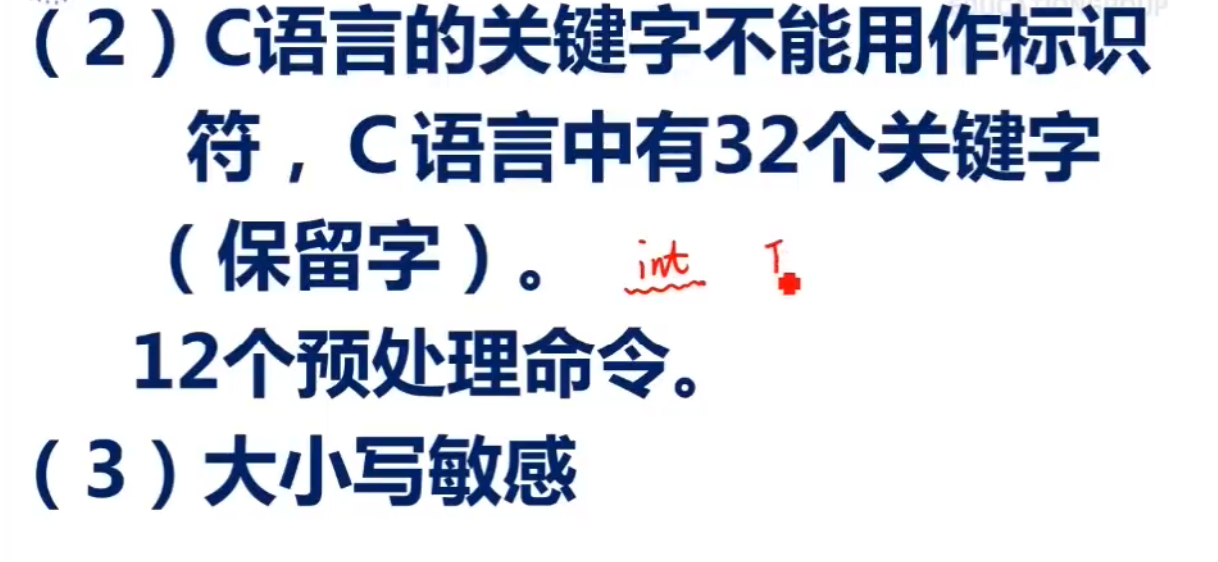 （2）C语言的关键字不能用作标识
符，C语言中有32个关键字
（保留字）。 int
12个预处理命令。
（3）大小写敏感